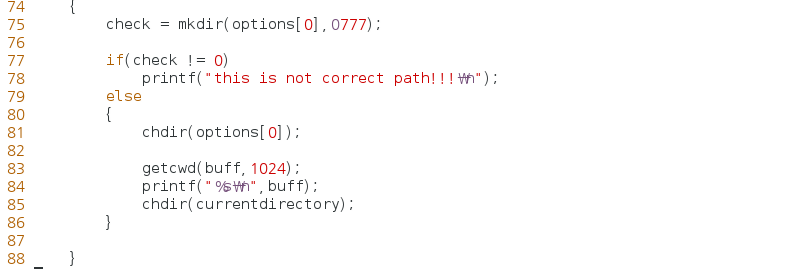 74     {
75         check = mkdir(options[0],0777);
76
77         if(check != 0)
78             printf("this is not correct path!!!₩n");
79         else
80         {
81             chdir(options[0]);
82
83             getcwd(buff,1024);
84             printf("%s₩n",buff);
85             chdir(currentdirectory);
86         }
87
88     }